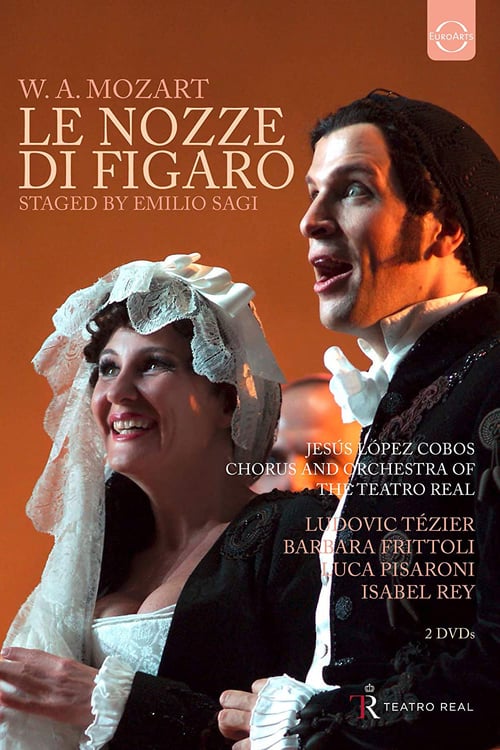 EUROARTS
W. A. MOZART
LE NOZZE
DI FIGARO
STAGED BY EMILIO SAGI
JESÚS LÓPEZ COBOS
CHORUS AND ORCHESTRA OF
THE TEATRO REAL
LUDOVIC TÉZIER
BARBARA FRITTOLI
LUCA PISARONI
ISABEL REY
2 DVDs
TR TEATRO REAL